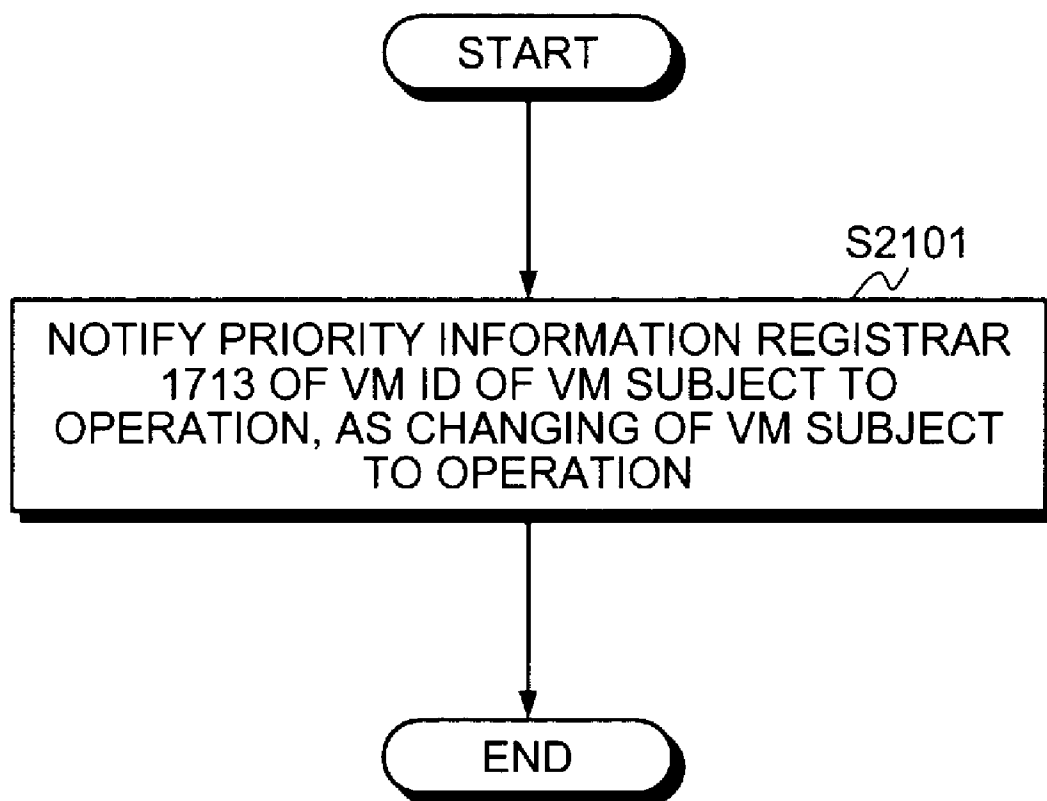 START
S2101
NOTIFY PRIORITY INFORMATION REGISTRAR
1713 OF VM ID OF VM SUBJECT TO
OPERATION, AS CHANGING OF VM SUBJECT
TO OPERATION
END